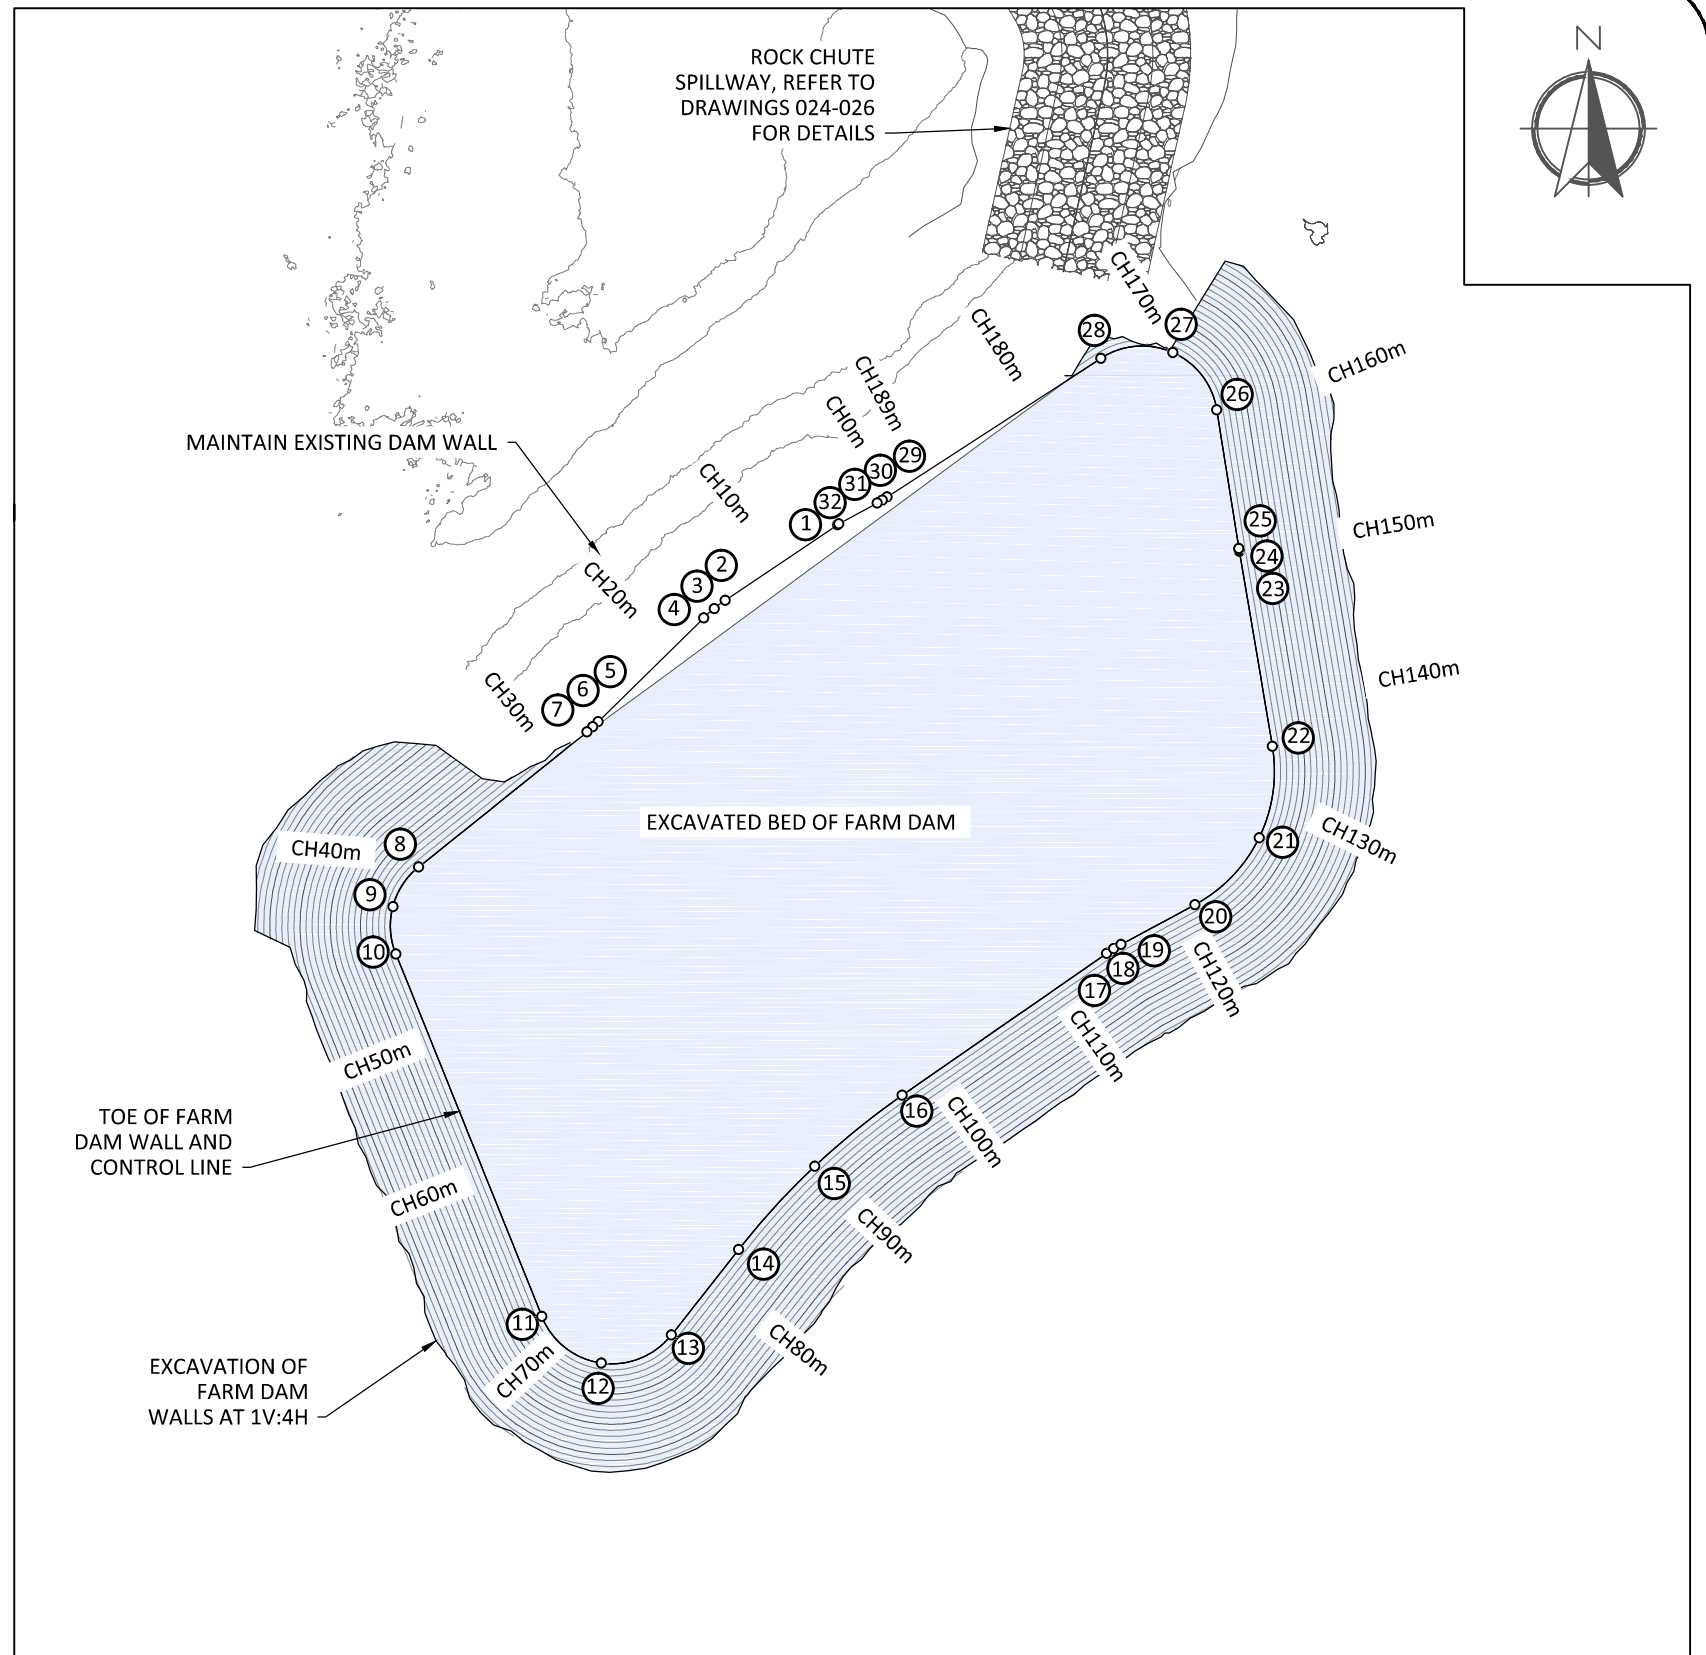 N
ROCK CHUTE
SPILLWAY, REFER TO
DRAWINGS 024-026
FOR DETAILS
CH170m
28
27
CH180m
CH160m
CH189m
26
CH0m
MAINTAIN EXISTING DAM WALL
29
30
31
32
1
CH10m
25
CH150m
24
23
2
3
4
CH20m
5
6
7
CH30m
CH140m
22
EXCAVATED BED OF FARM DAM
CH130m
21
8
CH40m
9
10
20
19
18
17
CH120m
CH110m
CH50m
16
CH100m
TOE OF FARM
DAM WALL AND
CONTROL LINE
15
CH60m
CH90m
14
11
13
CH80m
CH70m
12
EXCAVATION OF
FARM DAM
WALLS AT 1V:4H